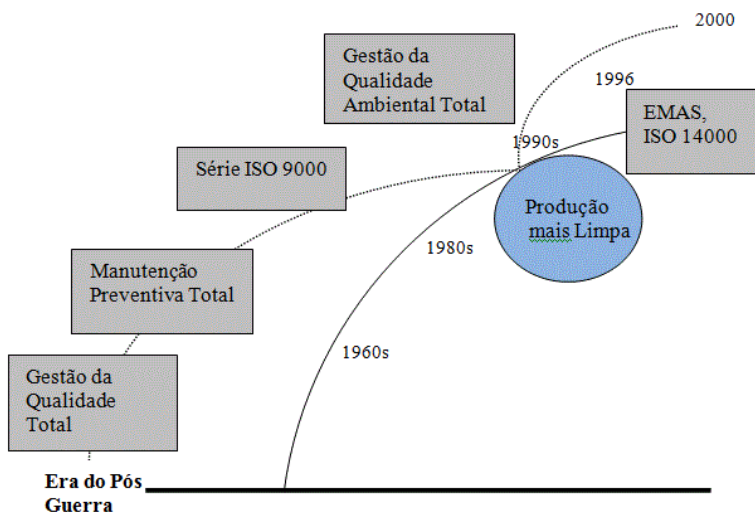 2000
Gestão da
Qualidade
Ambiental Total
1996
EMAS,
ISO 14000
1990s
Série ISO 9000
Produção
mais Limpa
1980s
Manutenção
Preventiva Total
1960s
Gestão da
Qualidade
Total
Era do Pós
Guerra